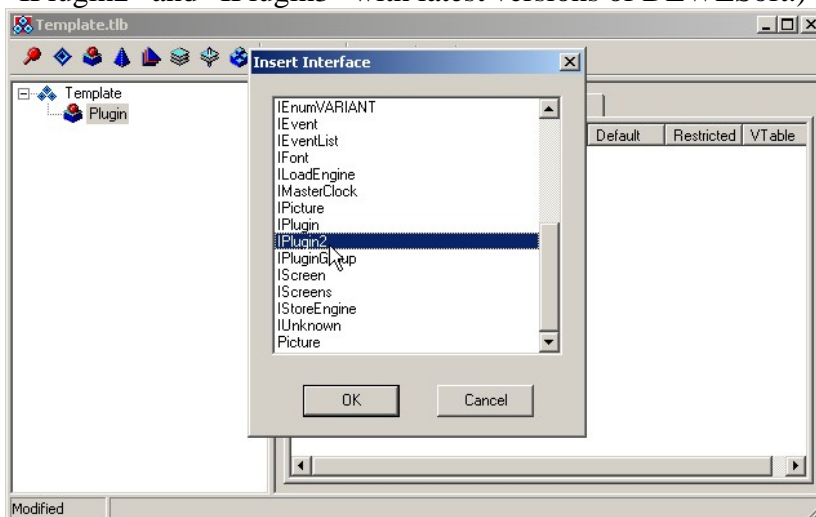 "IPlugin2" and "IPlugin3" with latest versions of DEWESoft.)
Template.tlb
Insert Interface
Template
Plugin
IEnumVARIANT
IEvent
IEventList
IFont
ILoadEngine
IMasterClock
IPicture
IPlugin
IPlugin2
IPluginGroup
IScreen
IScreens
IStoreEngine
IUnknown
Picture
Default Restricted VTable
OK Cancel
Modified